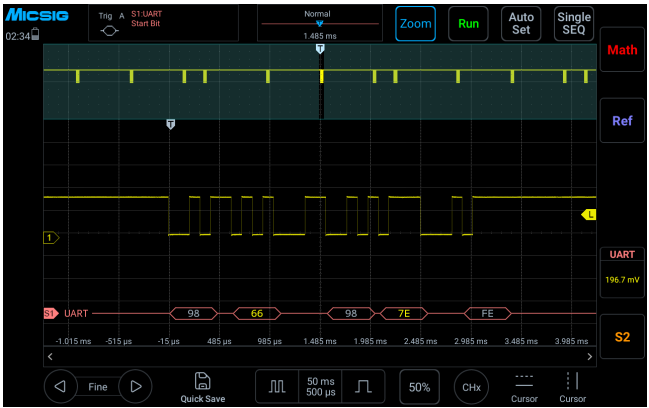 Micsig
Trig A S1:UART
Start Bit
Normal
1.485 ms
Zoom
Run
Auto
Set
Single
SEQ
02:34
Math
T
T
Ref
L
1
UART
196.7 mV
S1 UART
98
66
98
7E
FE
S2
-1.015 ms
-515 µs
-15 µs
485 µs
985 µs
1.485 ms
1.985 ms
2.485 ms
2.985 ms
3.485 ms
3.985 ms
Fine
Quick Save
50 ms
500 µs
50%
CHx
Cursor
Cursor